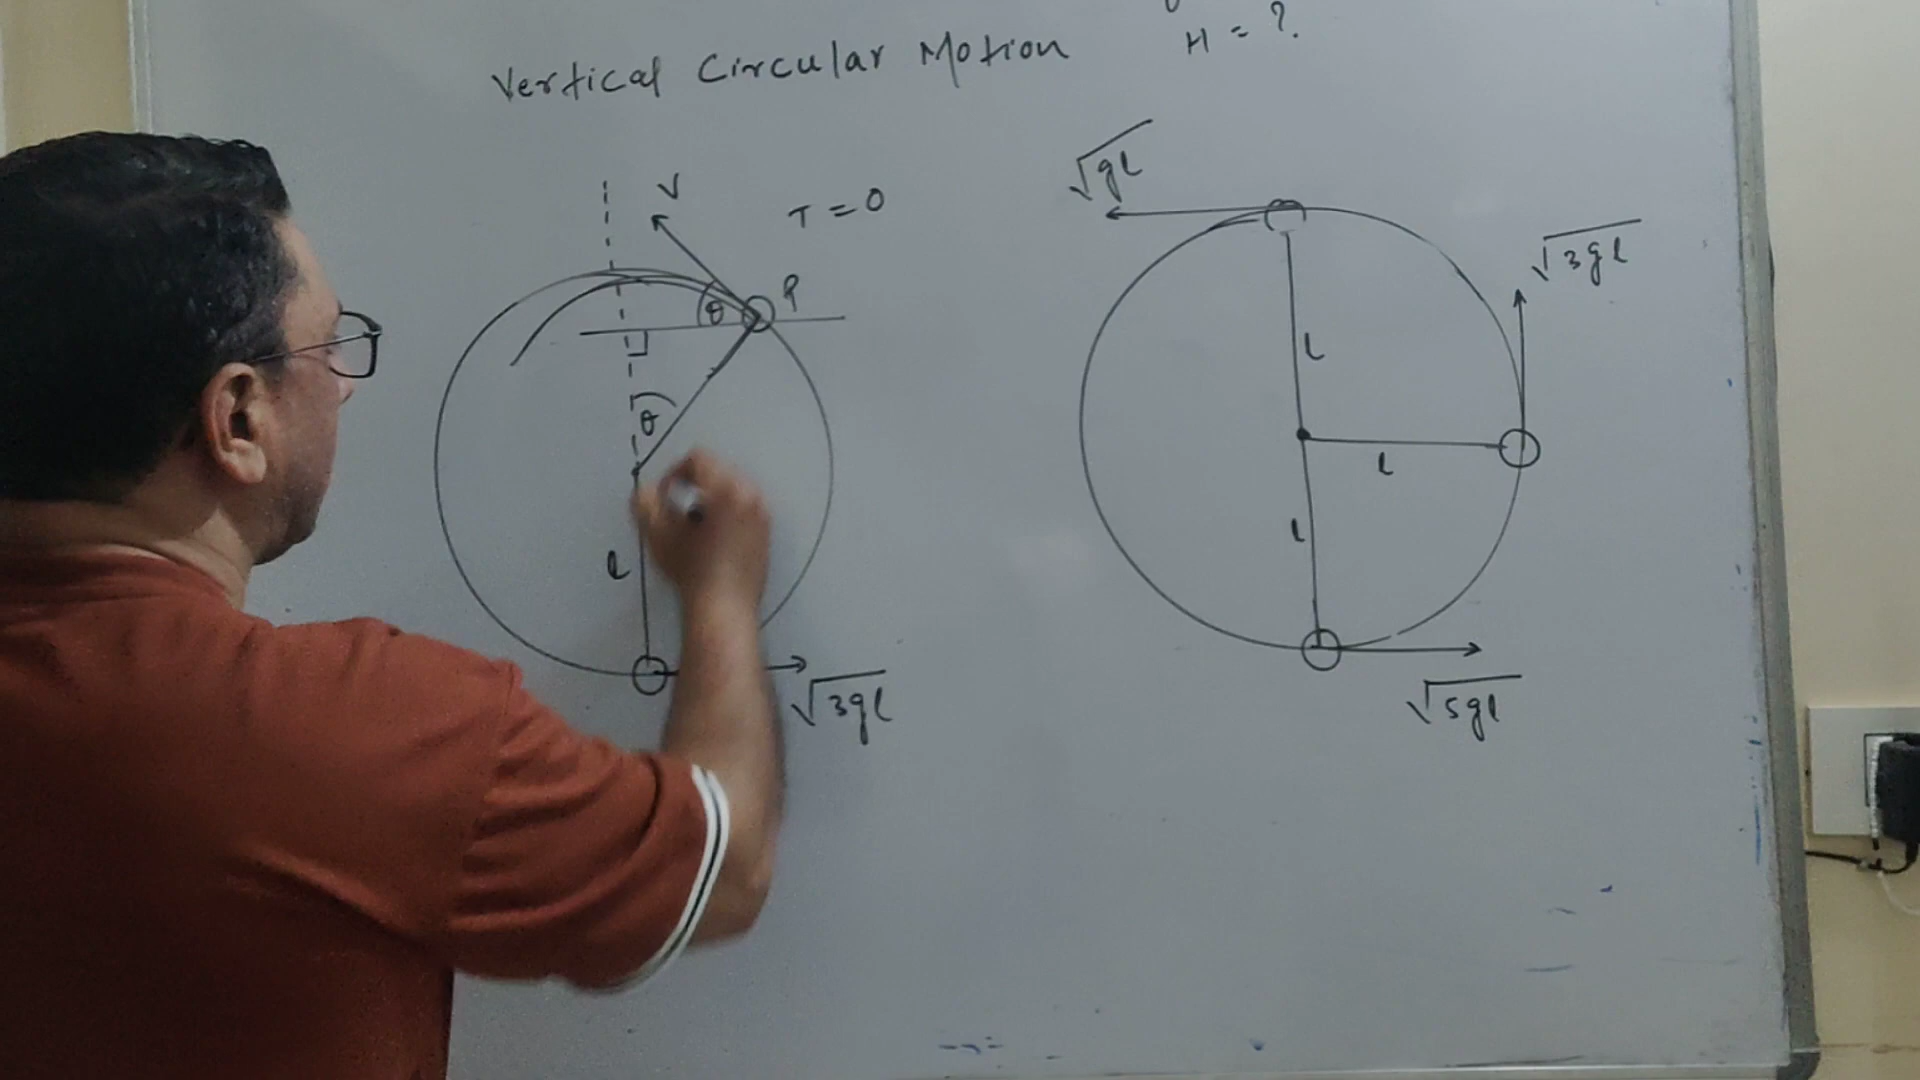 Vertical Circular Motion
H = ?
V
T = 0
P
θ
θ
l
√3gl
√gl
√3gl
l
l
l
√5gl